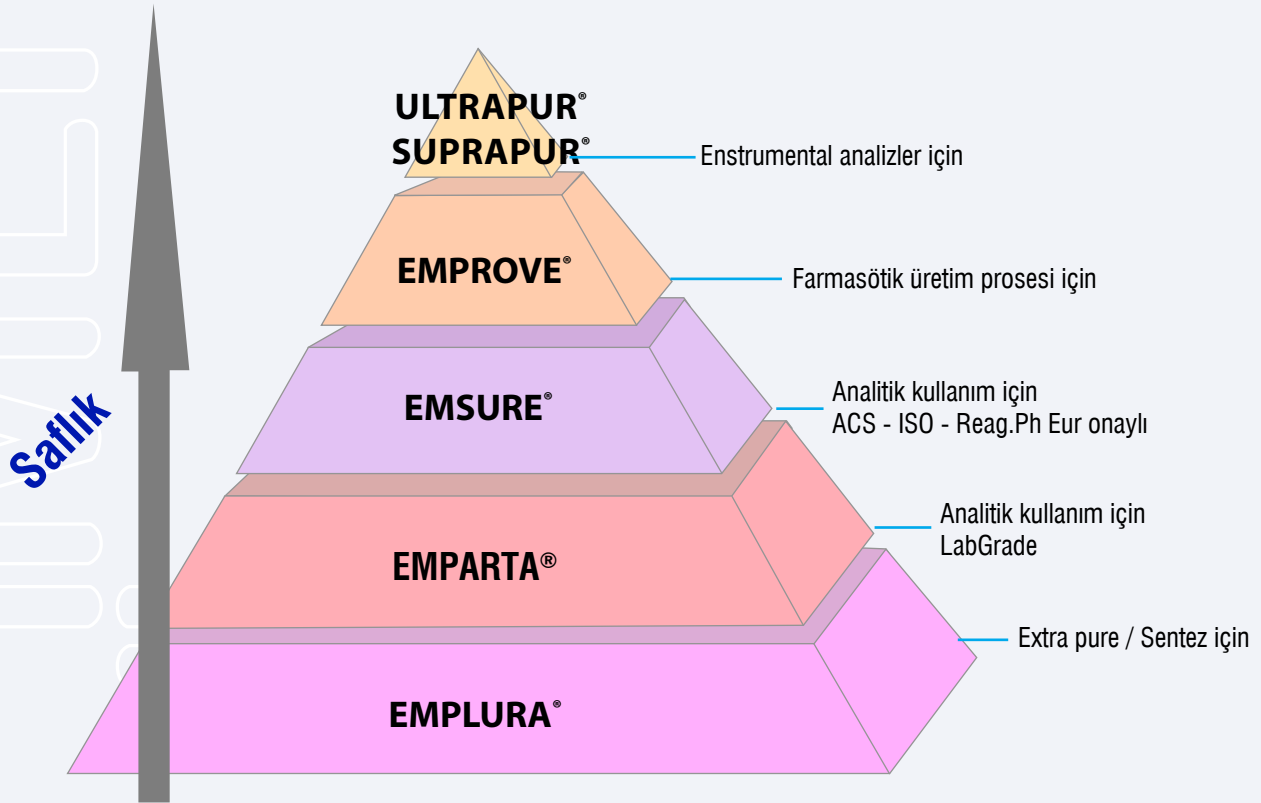 ULTRAPUR®
SUPRAPUR®
Enstrumental analizler için
EMPROVE®
Farmasötik üretim prosesi için
EMSURE®
Analitik kullanım için
ACS - ISO - Reag.Ph Eur onaylı
Saflık
EMPARTA®
Analitik kullanım için
LabGrade
Extra pure / Sentez için
EMPLURA®